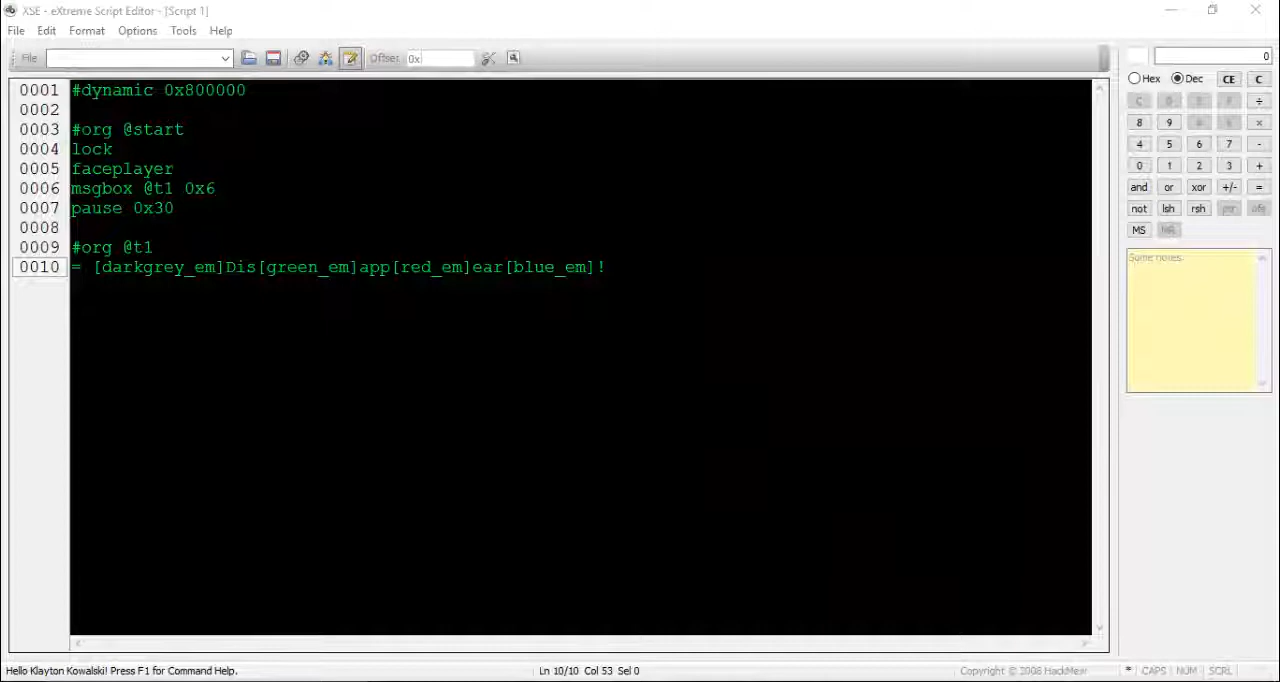 XSE - eXtreme Script Editor - [Script 1]
File Edit Format Options Tools Help
File Offset 0x 0
Hex Dec CE C
0001 #dynamic 0x800000
0002
0003 #org @start
0004 lock
0005 faceplayer
0006 msgbox @t1 0x6
0007 pause 0x30
0008
0009 #org @t1
0010 = [darkgrey_em]Dis[green_em]app[red_em]ear[blue_em]!
÷
8 9 ×
4 5 6 7 -
0 1 2 3 +
and or xor +/- =
not lsh rsh
MS MR
Some notes.
Hello Klayton Kowalski! Press F1 for Command Help. Ln 10/10 Col 53 Sel 0 Copyright © 2008 HackMew * CAPS NUM SCRL